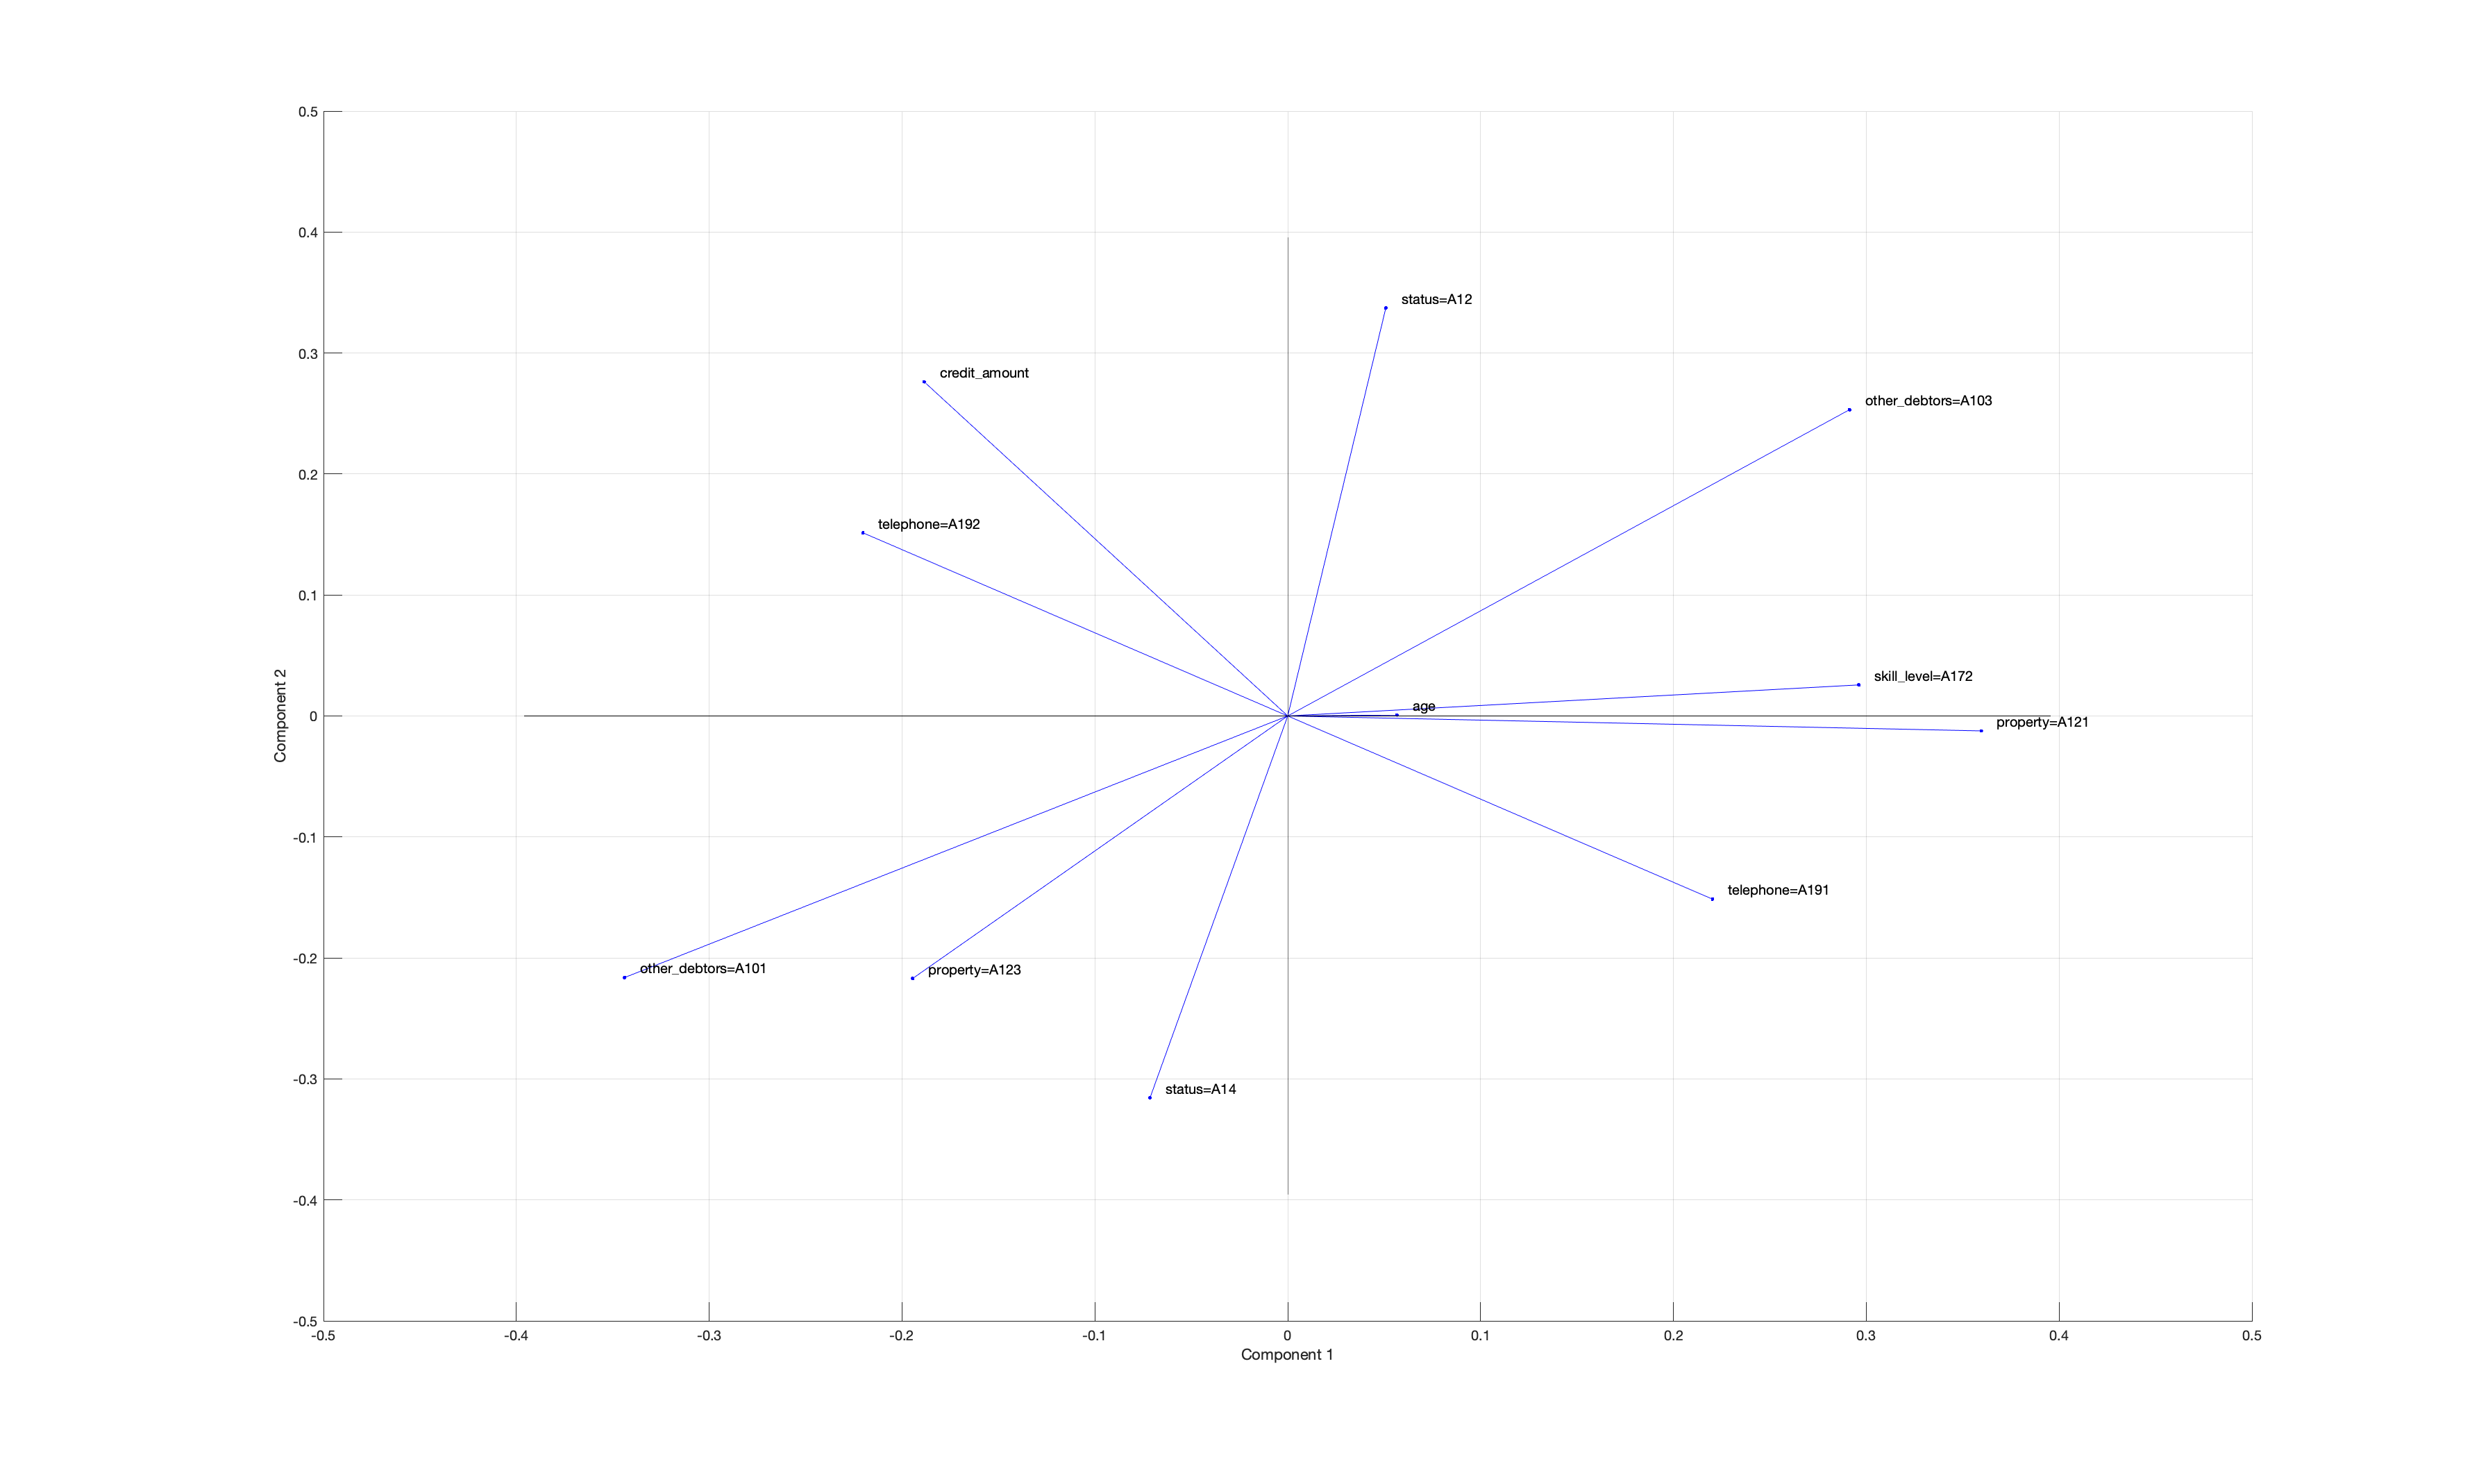 0.5
0.4
status=A12
0.3
credit_amount
other_debtors=A103
0.2
telephone=A192
0.1
skill_level=A172
age
0
property=A121
Component 2
-0.1
telephone=A191
-0.2
other_debtors=A101
property=A123
-0.3
status=A14
-0.4
-0.5
-0.5 -0.4 -0.3 -0.2 -0.1 0 0.1 0.2 0.3 0.4 0.5
Component 1